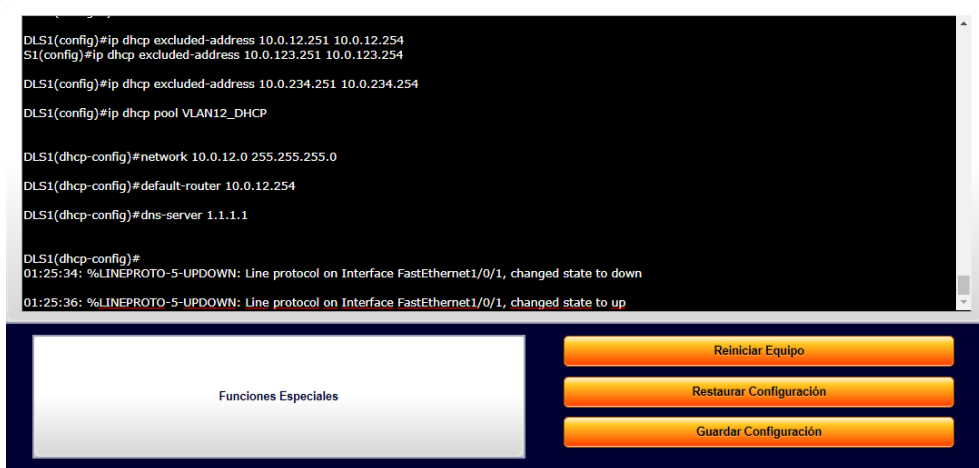 DLS1(config)#ip dhcp excluded-address 10.0.12.251 10.0.12.254
S1(config)#ip dhcp excluded-address 10.0.123.251 10.0.123.254
DLS1(config)#ip dhcp excluded-address 10.0.234.251 10.0.234.254
DLS1(config)#ip dhcp pool VLAN12_DHCP
DLS1(dhcp-config)#network 10.0.12.0 255.255.255.0
DLS1(dhcp-config)#default-router 10.0.12.254
DLS1(dhcp-config)#dns-server 1.1.1.1
DLS1(dhcp-config)#
01:25:34: %LINEPROTO-5-UPDOWN: Line protocol on Interface FastEthernet1/0/1, changed state to down
01:25:36: %LINEPROTO-5-UPDOWN: Line protocol on Interface FastEthernet1/0/1, changed state to up
Funciones Especiales
Reiniciar Equipo
Restaurar Configuración
Guardar Configuración